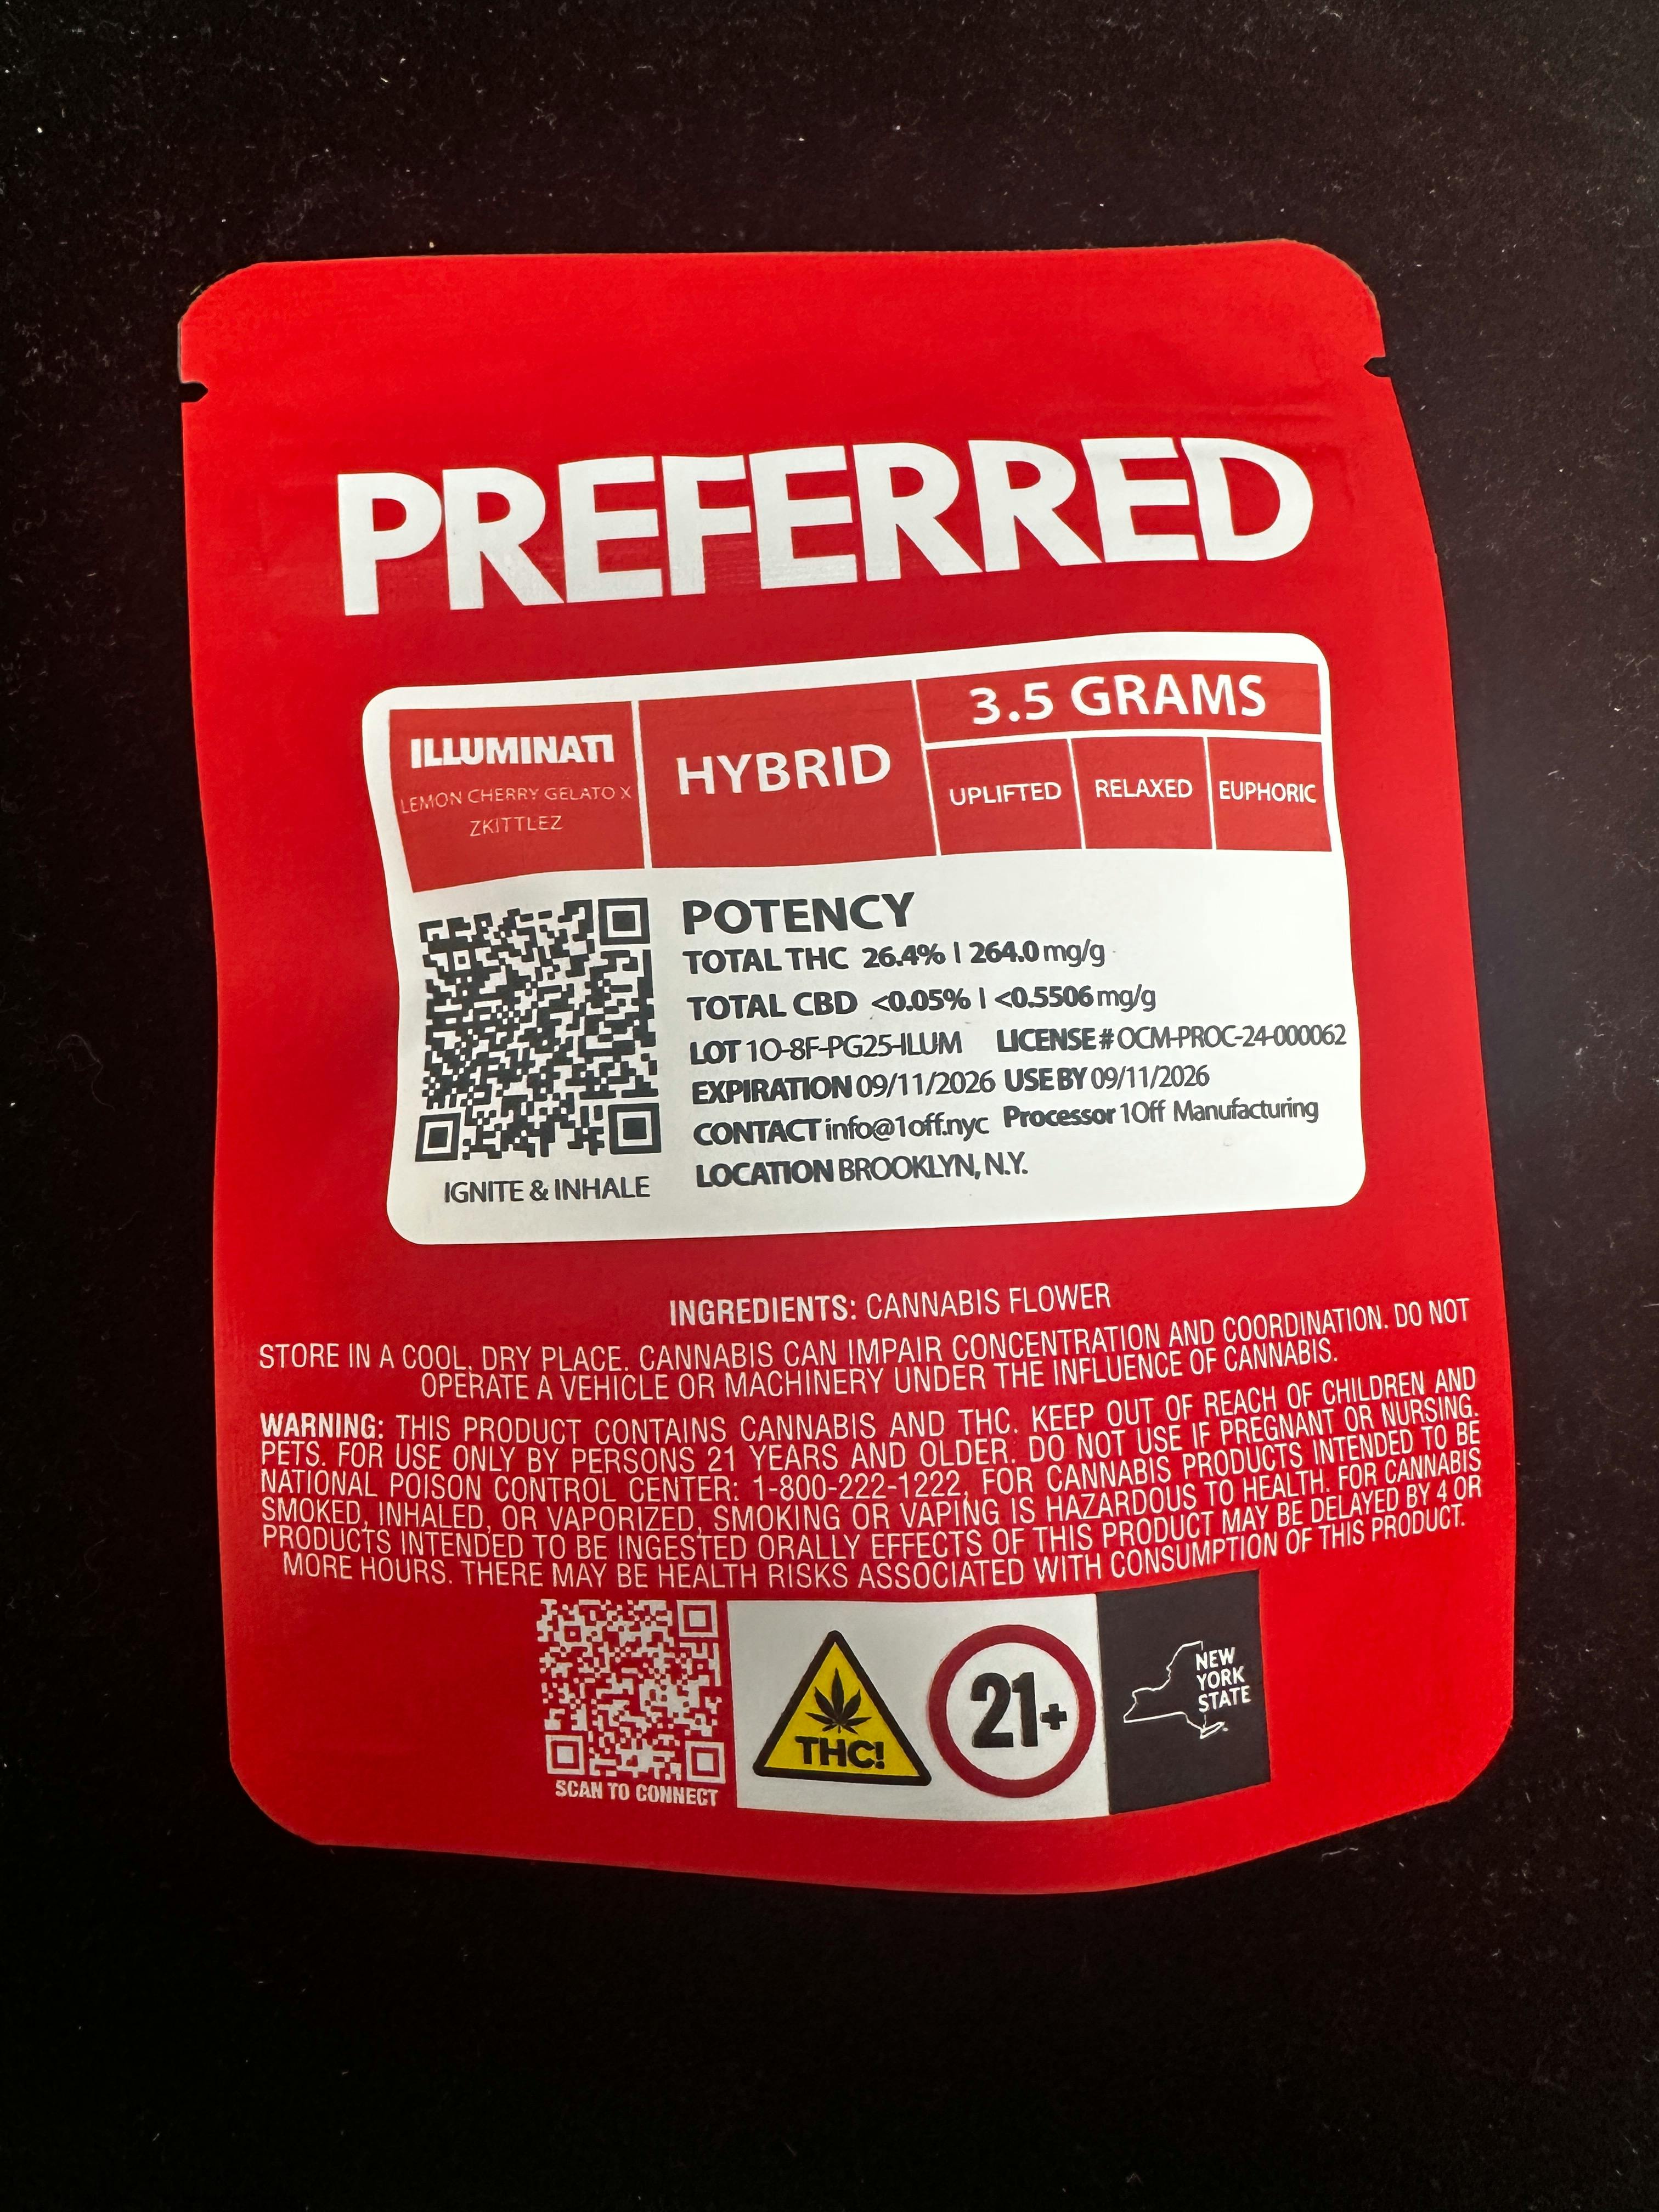 PREFERRED
ILLUMINATI
LEMON CHERRY GELATO X
ZKITTLEZ
HYBRID
3.5 GRAMS
UPLIFTED
RELAXED
EUPHORIC
POTENCY
TOTAL THC 26.4% | 264.0 mg/g
TOTAL CBD <0.05% | <0.5506 mg/g
LOT 1O-8F-PG25-ILUM LICENSE # OCM-PROC-24-000062
EXPIRATION 09/11/2026 USE BY 09/11/2026
CONTACT info@1off.nyc Processor 1Off Manufacturing
LOCATION BROOKLYN, N.Y.
IGNITE & INHALE
INGREDIENTS: CANNABIS FLOWER
STORE IN A COOL, DRY PLACE. CANNABIS CAN IMPAIR CONCENTRATION AND COORDINATION. DO NOT
OPERATE A VEHICLE OR MACHINERY UNDER THE INFLUENCE OF CANNABIS.
WARNING: THIS PRODUCT CONTAINS CANNABIS AND THC. KEEP OUT OF REACH OF CHILDREN AND
PETS. FOR USE ONLY BY PERSONS 21 YEARS AND OLDER. DO NOT USE IF PREGNANT OR NURSING.
NATIONAL POISON CONTROL CENTER: 1-800-222-1222, FOR CANNABIS PRODUCTS INTENDED TO BE
SMOKED, INHALED, OR VAPORIZED, SMOKING OR VAPING IS HAZARDOUS TO HEALTH. FOR CANNABIS
PRODUCTS INTENDED TO BE INGESTED ORALLY EFFECTS OF THIS PRODUCT MAY BE DELAYED BY 4 OR
MORE HOURS. THERE MAY BE HEALTH RISKS ASSOCIATED WITH CONSUMPTION OF THIS PRODUCT.
SCAN TO CONNECT
THC!
21+
NEW
YORK
STATE